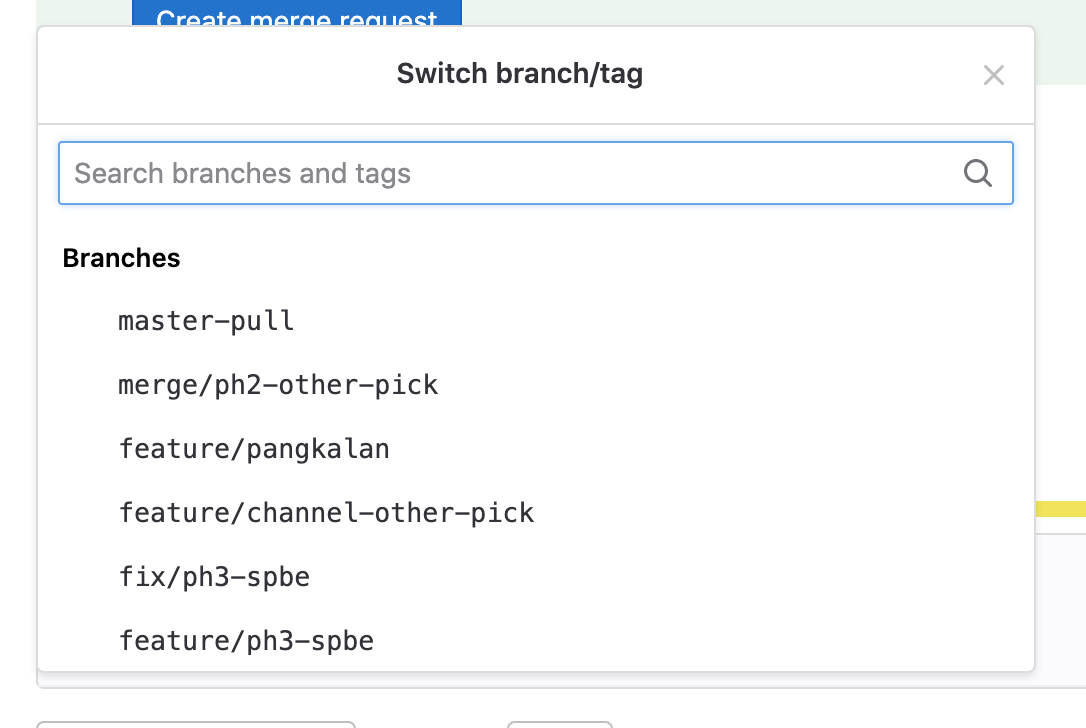 Create merge request
Switch branch/tag
Search branches and tags
Branches
master-pull
merge/ph2-other-pick
feature/pangkalan
feature/channel-other-pick
fix/ph3-spbe
feature/ph3-spbe